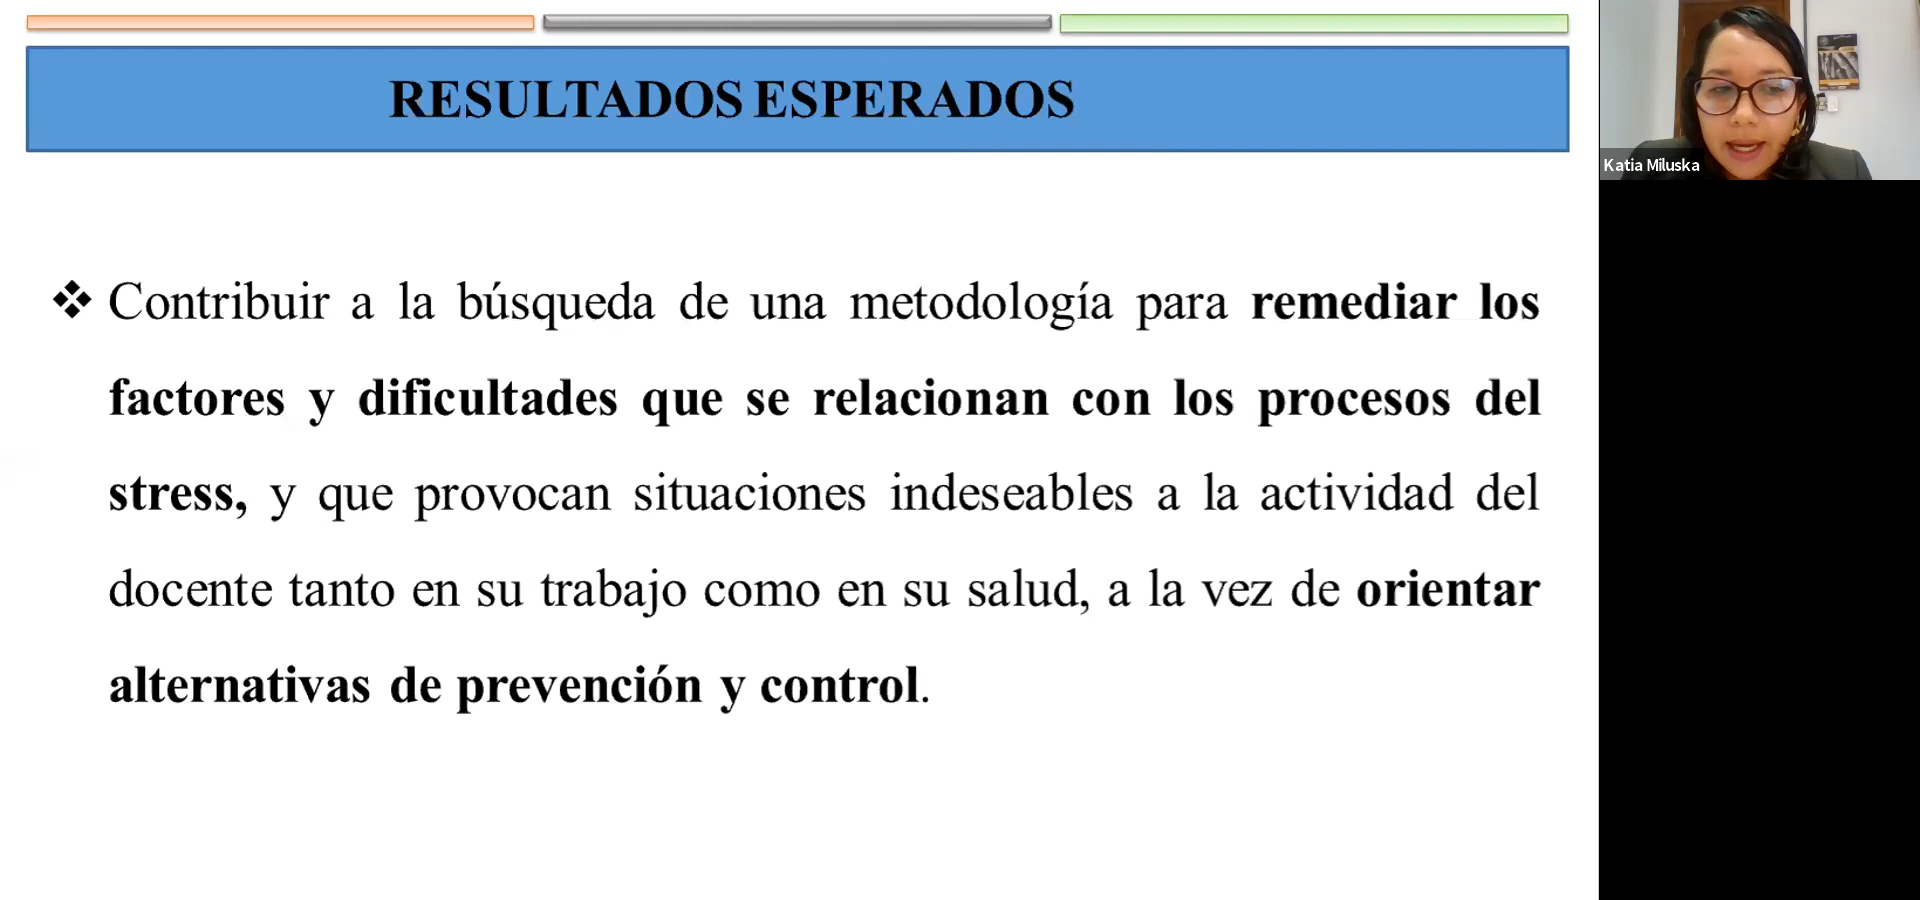 RESULTADOS ESPERADOS
❖ Contribuir a la búsqueda de una metodología para remediar los
factores y dificultades que se relacionan con los procesos del
stress, y que provocan situaciones indeseables a la actividad del
docente tanto en su trabajo como en su salud, a la vez de orientar
alternativas de prevención y control.
Katia Miluska